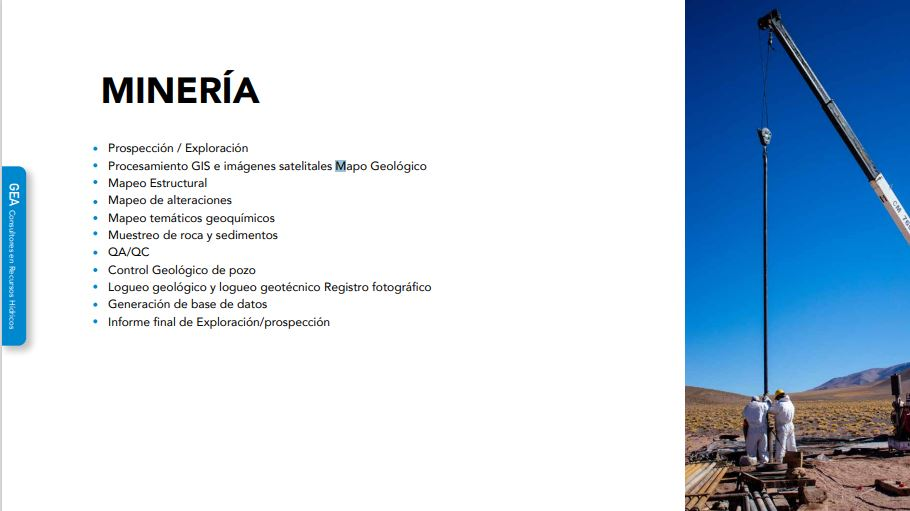 MINERÍA
Prospección / Exploración
Procesamiento GIS e imágenes satelitales Mapo Geológico
Mapeo Estructural
Mapeo de alteraciones
Mapeo temáticos geoquímicos
Muestreo de roca y sedimentos
QA/QC
Control Geológico de pozo
Logueo geológico y logueo geotécnico Registro fotográfico
Generación de base de datos
Informe final de Exploración/prospección
GEA Consultores en Recursos Hídricos